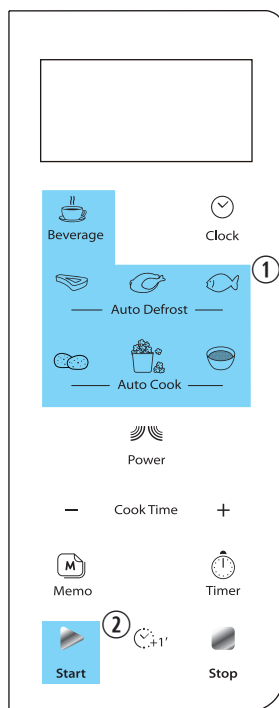 Beverage
Clock
①
Auto Defrost
Auto Cook
Power
− Cook Time +
M
Memo
Timer
②
+1'
Start
Stop